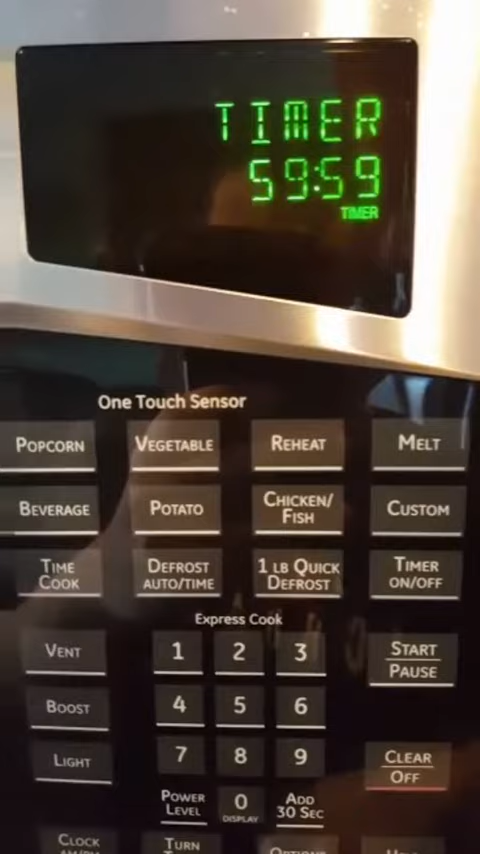 TIMER
59:59
TIMER
One Touch Sensor
POPCORN VEGETABLE REHEAT MELT
BEVERAGE POTATO CHICKEN/ FISH CUSTOM
TIME COOK DEFROST AUTO/TIME 1 LB QUICK DEFROST TIMER ON/OFF
Express Cook
VENT 1 2 3 START PAUSE
BOOST 4 5 6
LIGHT 7 8 9 CLEAR OFF
POWER LEVEL 0 DISPLAY ADD 30 SEC
CLOCK TURN